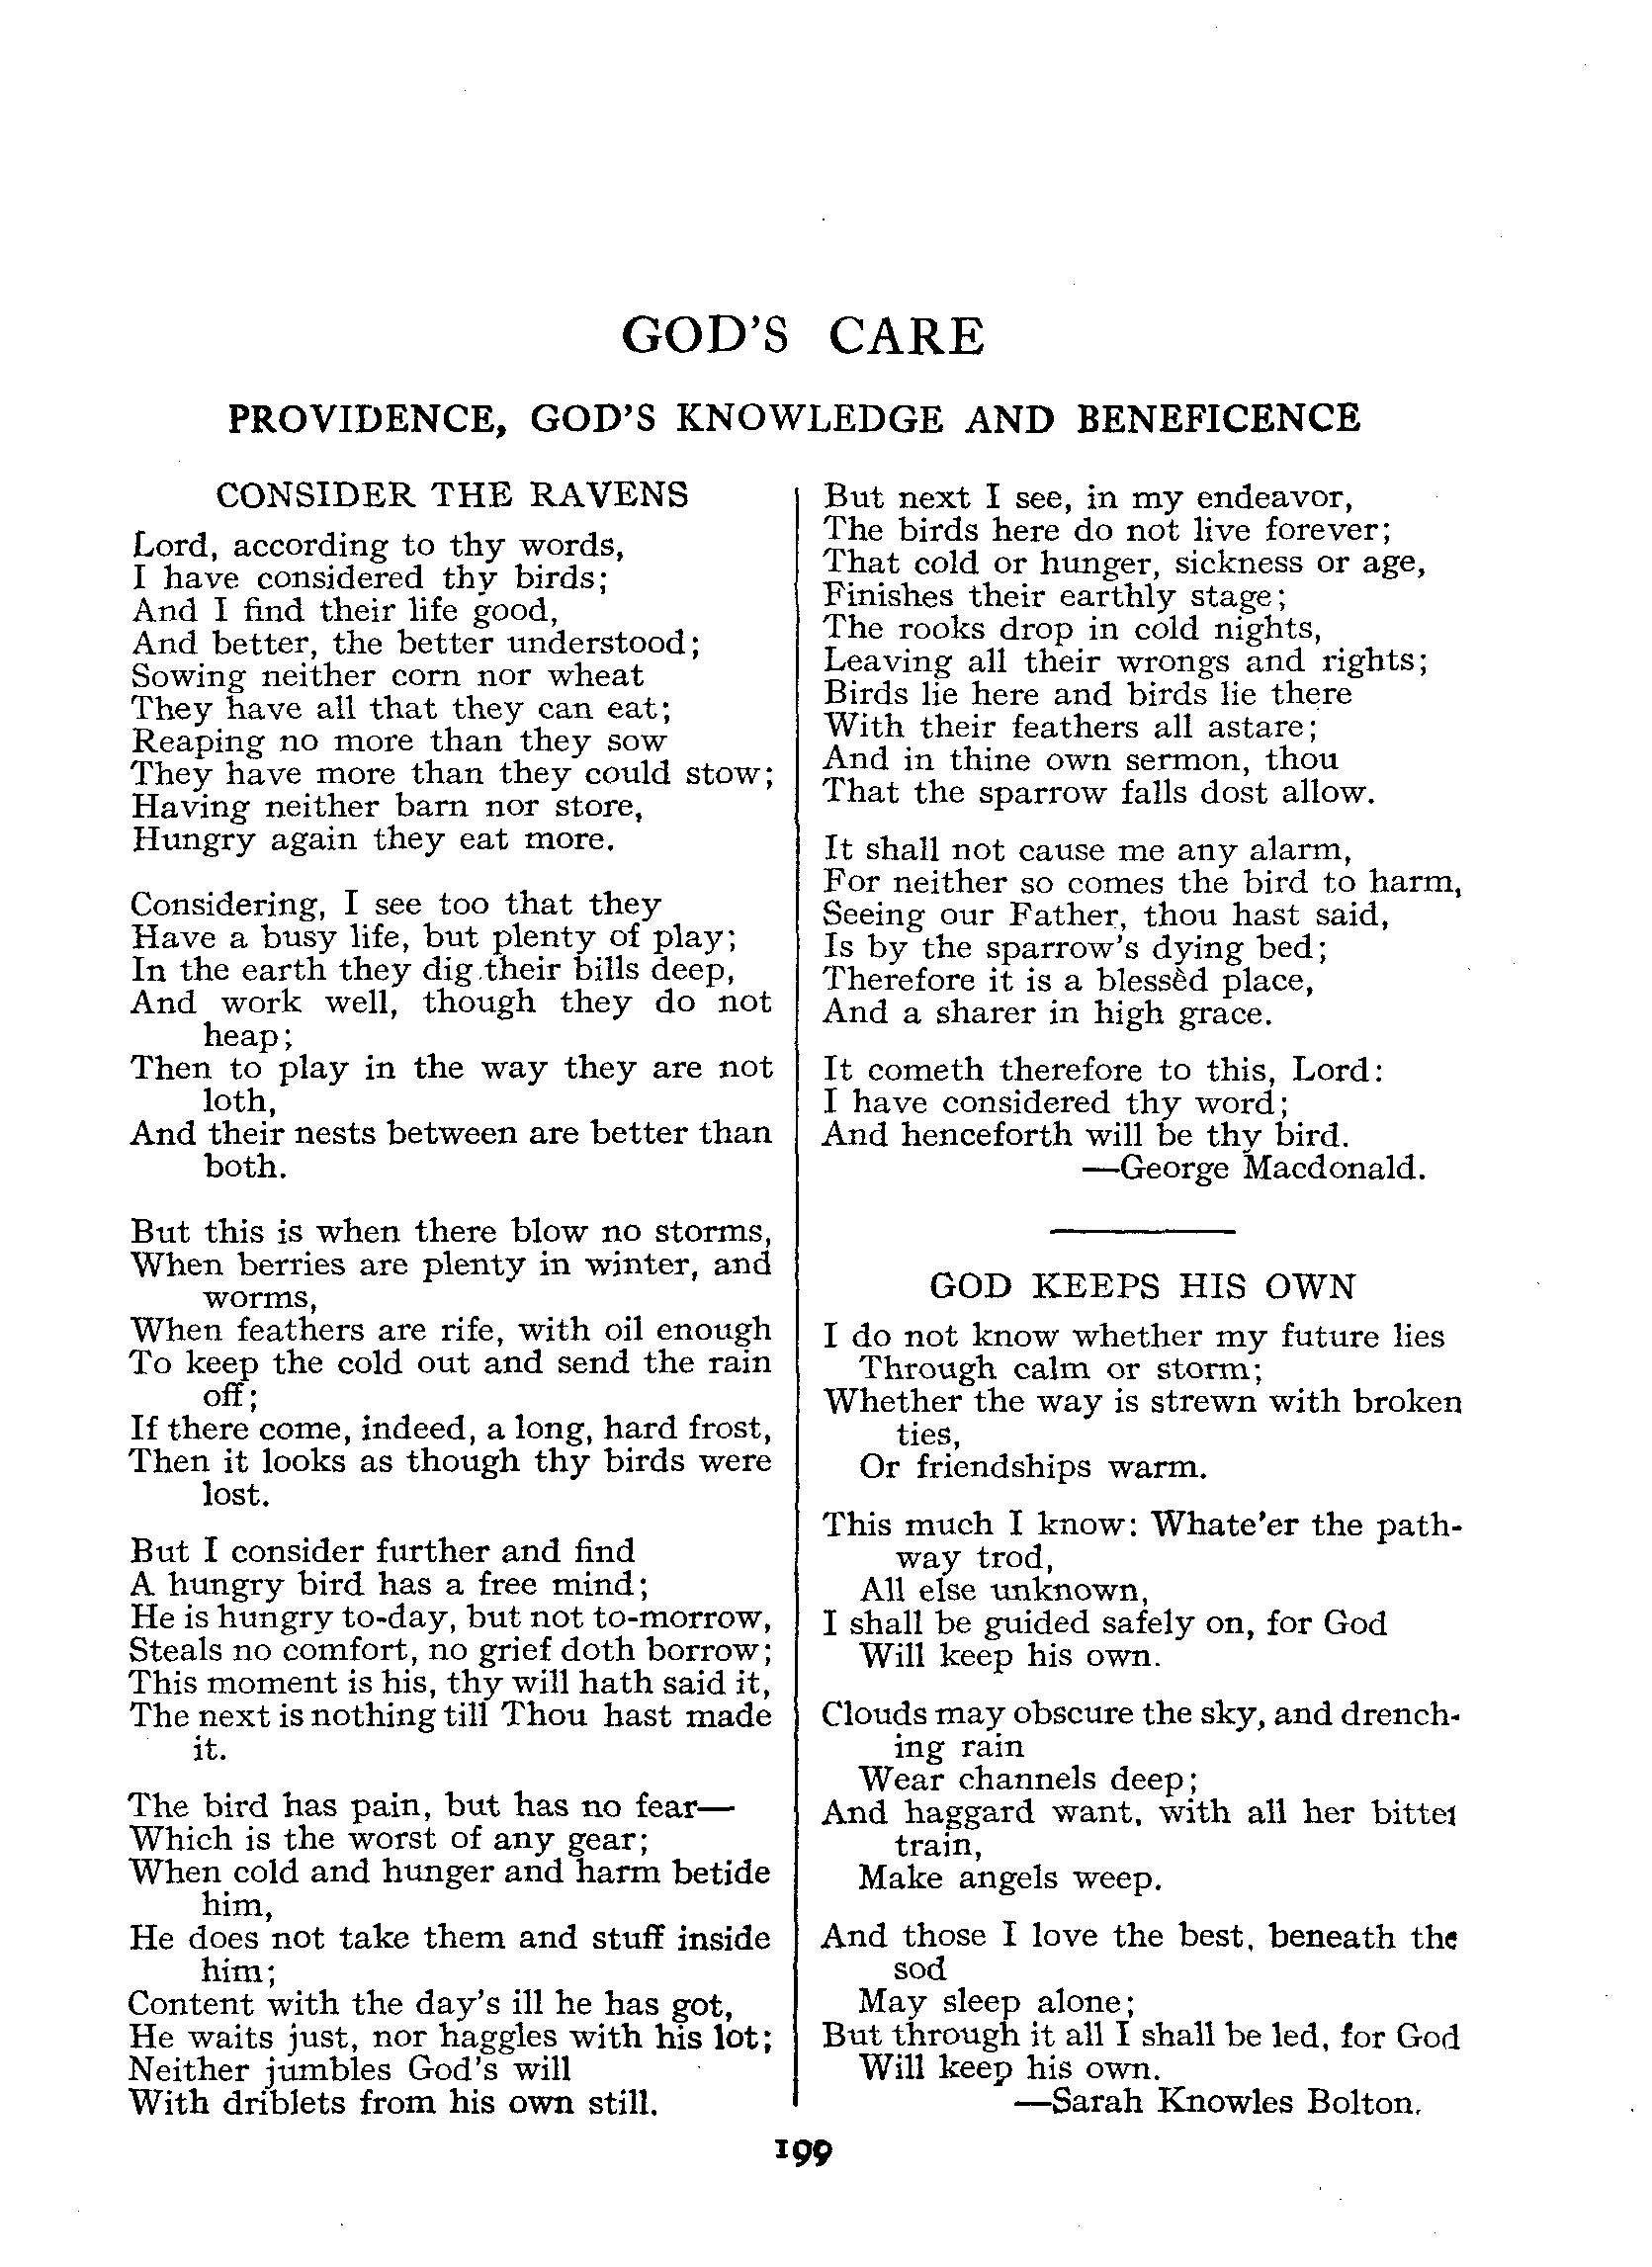 GOD'S CARE
PROVIDENCE, GOD'S KNOWLEDGE AND BENEFICENCE
CONSIDER THE RAVENS
Lord, according to thy words,
I have considered thy birds;
And I find their life good,
And better, the better understood;
Sowing neither corn nor wheat
They have all that they can eat;
Reaping no more than they sow
They have more than they could stow;
Having neither barn nor store,
Hungry again they eat more.
Considering, I see too that they
Have a busy life, but plenty of play;
In the earth they dig their bills deep,
And work well, though they do not
heap;
Then to play in the way they are not
loth,
And their nests between are better than
both.
But this is when there blow no storms,
When berries are plenty in winter, and
worms,
When feathers are rife, with oil enough
To keep the cold out and send the rain
off;
If there come, indeed, a long, hard frost,
Then it looks as though thy birds were
lost.
But I consider further and find
A hungry bird has a free mind;
He is hungry to-day, but not to-morrow,
Steals no comfort, no grief doth borrow;
This moment is his, thy will hath said it,
The next is nothing till Thou hast made
it.
The bird has pain, but has no fear—
Which is the worst of any gear;
When cold and hunger and harm betide
him,
He does not take them and stuff inside
him;
Content with the day's ill he has got,
He waits just, nor haggles with his lot;
Neither jumbles God's will
With driblets from his own still.
But next I see, in my endeavor,
The birds here do not live forever;
That cold or hunger, sickness or age,
Finishes their earthly stage;
The rooks drop in cold nights,
Leaving all their wrongs and rights;
Birds lie here and birds lie there
With their feathers all astare;
And in thine own sermon, thou
That the sparrow falls dost allow.
It shall not cause me any alarm,
For neither so comes the bird to harm,
Seeing our Father, thou hast said,
Is by the sparrow's dying bed;
Therefore it is a blessèd place,
And a sharer in high grace.
It cometh therefore to this, Lord:
I have considered thy word;
And henceforth will be thy bird.
—George Macdonald.
GOD KEEPS HIS OWN
I do not know whether my future lies
Through calm or storm;
Whether the way is strewn with broken
ties,
Or friendships warm.
This much I know: Whate'er the path-
way trod,
All else unknown,
I shall be guided safely on, for God
Will keep his own.
Clouds may obscure the sky, and drench-
ing rain
Wear channels deep;
And haggard want, with all her bitter
train,
Make angels weep.
And those I love the best, beneath the
sod
May sleep alone;
But through it all I shall be led, for God
Will keep his own.
—Sarah Knowles Bolton.
199